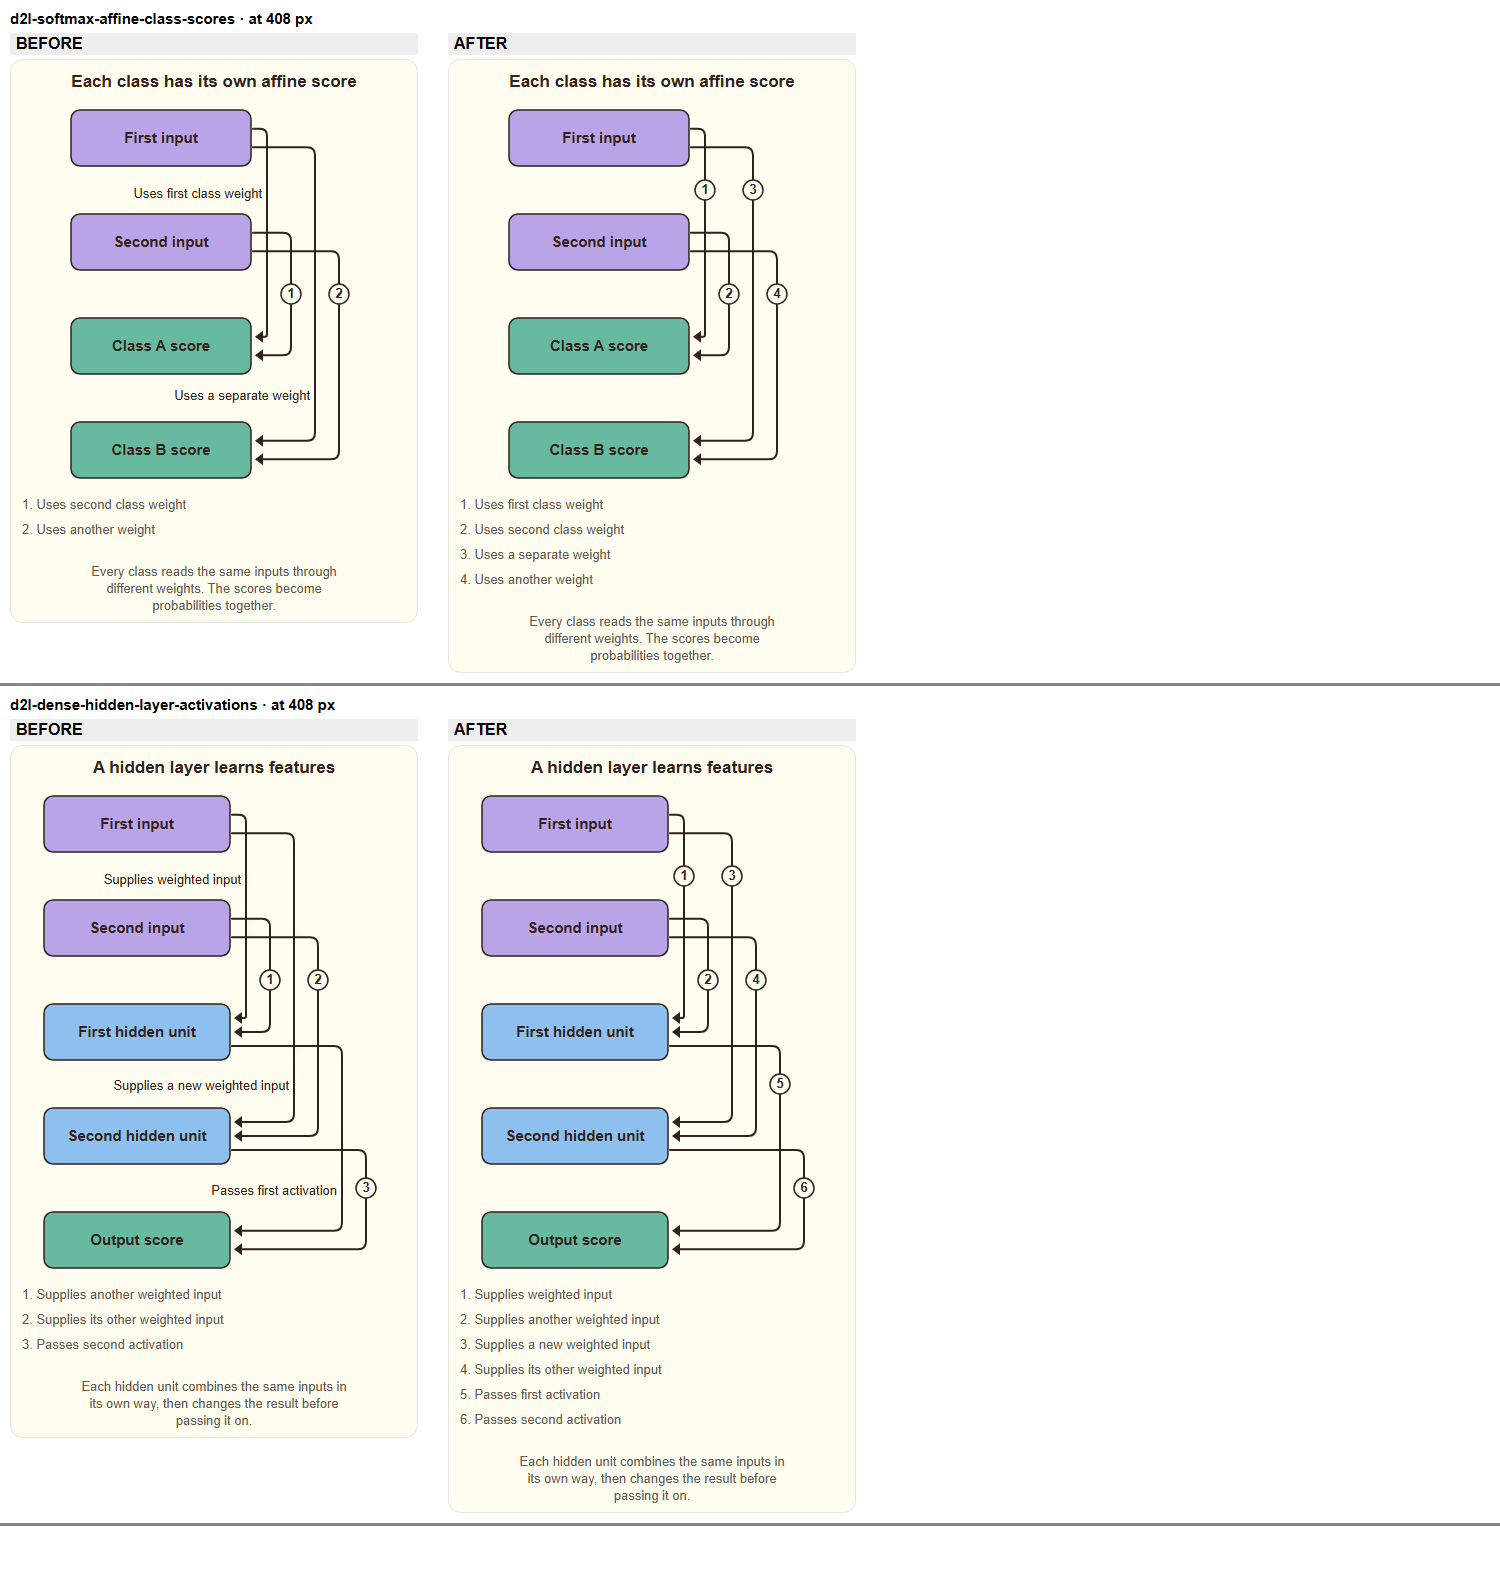 d2l-softmax-affine-class-scores · at 408 px
BEFORE
Each class has its own affine score
First input
Uses first class weight
Second input
1
2
Class A score
Uses a separate weight
Class B score
1. Uses second class weight
2. Uses another weight
Every class reads the same inputs through
different weights. The scores become
probabilities together.
AFTER
Each class has its own affine score
First input
1
3
Second input
2
4
Class A score
Class B score
1. Uses first class weight
2. Uses second class weight
3. Uses a separate weight
4. Uses another weight
Every class reads the same inputs through
different weights. The scores become
probabilities together.
d2l-dense-hidden-layer-activations · at 408 px
BEFORE
A hidden layer learns features
First input
Supplies weighted input
Second input
1
2
First hidden unit
Supplies a new weighted input
Second hidden unit
Passes first activation
3
Output score
1. Supplies another weighted input
2. Supplies its other weighted input
3. Passes second activation
Each hidden unit combines the same inputs in
its own way, then changes the result before
passing it on.
AFTER
A hidden layer learns features
First input
1
3
Second input
2
4
First hidden unit
5
Second hidden unit
6
Output score
1. Supplies weighted input
2. Supplies another weighted input
3. Supplies a new weighted input
4. Supplies its other weighted input
5. Passes first activation
6. Passes second activation
Each hidden unit combines the same inputs in
its own way, then changes the result before
passing it on.